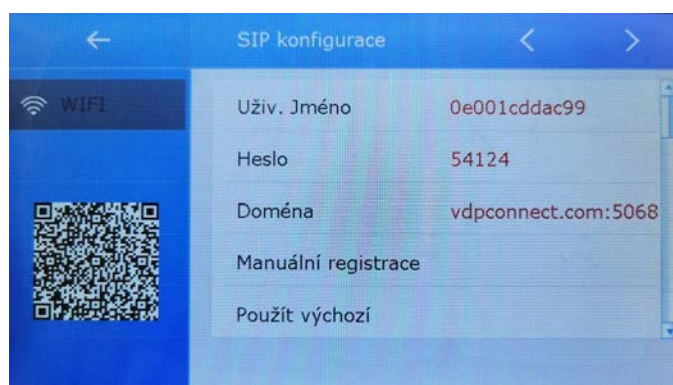 SIP konfigurace
WIFI
Uživ. Jméno 0e001cddac99
Heslo 54124
Doména vdpconnect.com:5068
Manuální registrace
Použít výchozí